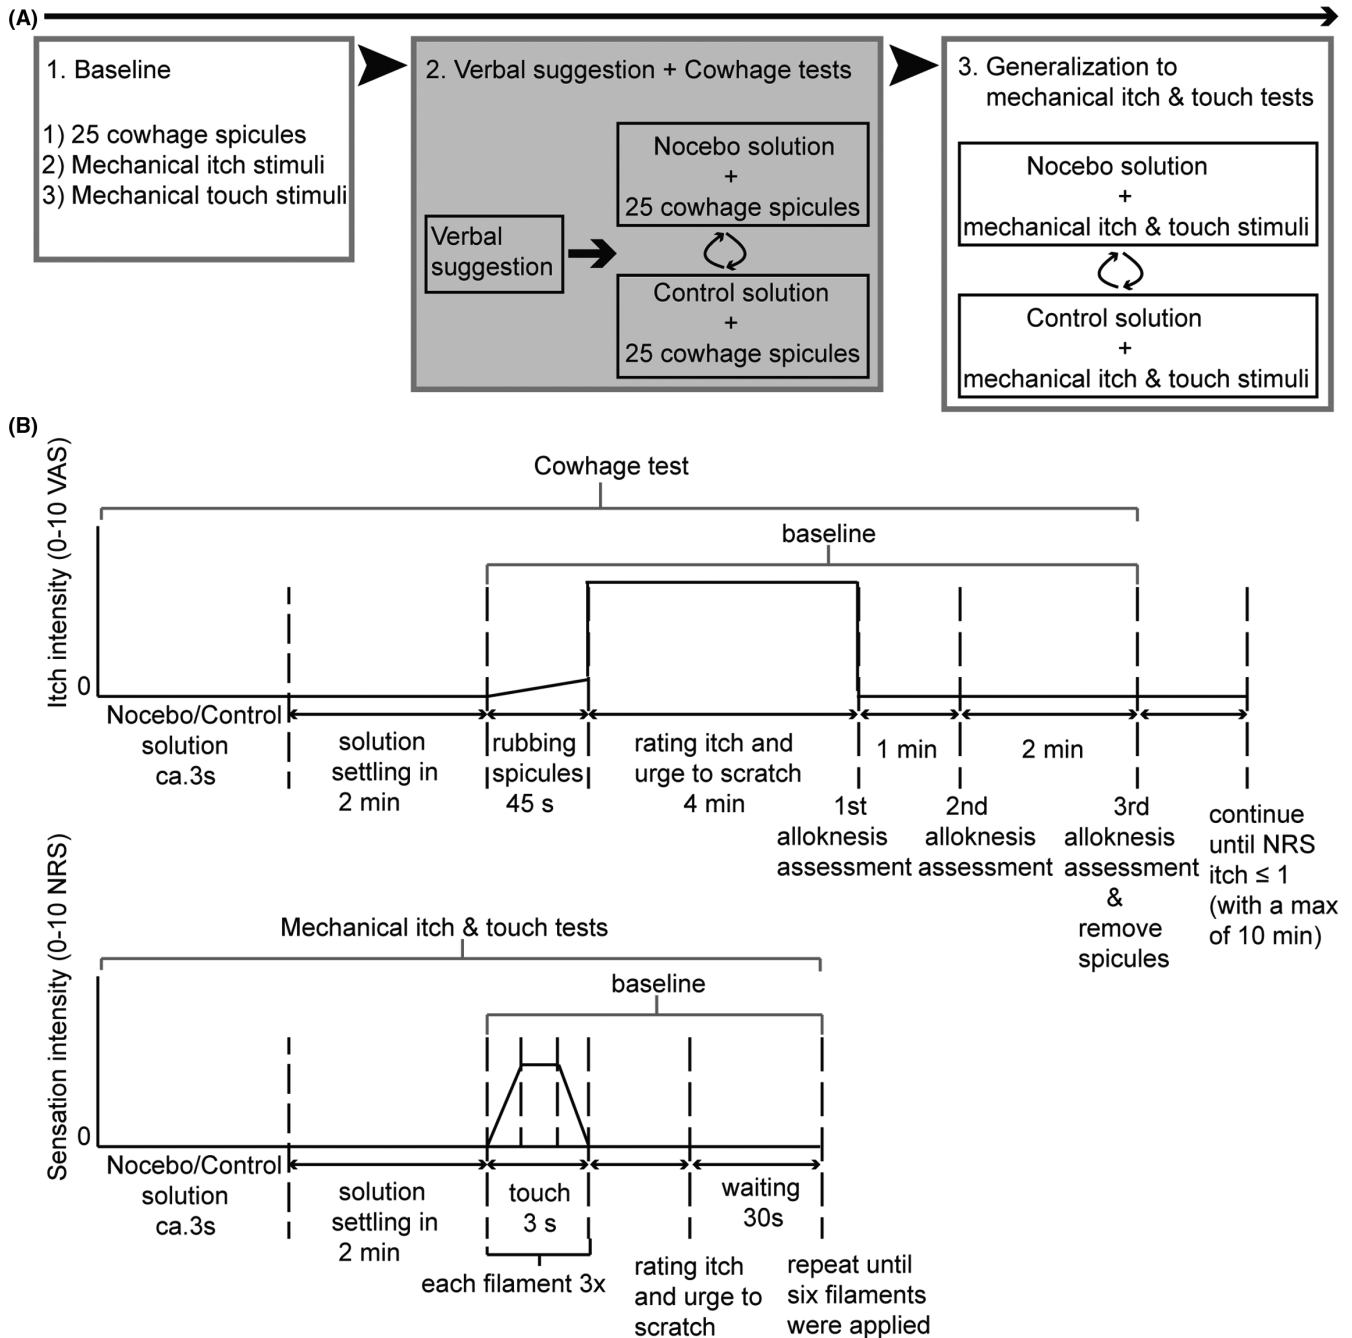 (A)
1. Baseline
1) 25 cowhage spicules
2) Mechanical itch stimuli
3) Mechanical touch stimuli
2. Verbal suggestion + Cowhage tests
Verbal
suggestion
Nocebo solution
+
25 cowhage spicules
Control solution
+
25 cowhage spicules
3. Generalization to
mechanical itch & touch tests
Nocebo solution
+
mechanical itch & touch stimuli
Control solution
+
mechanical itch & touch stimuli
(B)
Itch intensity (0-10 VAS)
Cowhage test
baseline
0
Nocebo/Control
solution
ca.3s
solution
settling in
2 min
rubbing
spicules
45 s
rating itch and
urge to scratch
4 min
1 min
2 min
1st
alloknesis
assessment
2nd
alloknesis
assessment
3rd
alloknesis
assessment
&
remove
spicules
continue
until NRS
itch ≤ 1
(with a max
of 10 min)
Sensation intensity (0-10 NRS)
Mechanical itch & touch tests
baseline
0
Nocebo/Control
solution
ca.3s
solution
settling in
2 min
touch
3 s
each filament 3x
rating itch
and urge to
scratch
waiting
30s
repeat until
six filaments
were applied